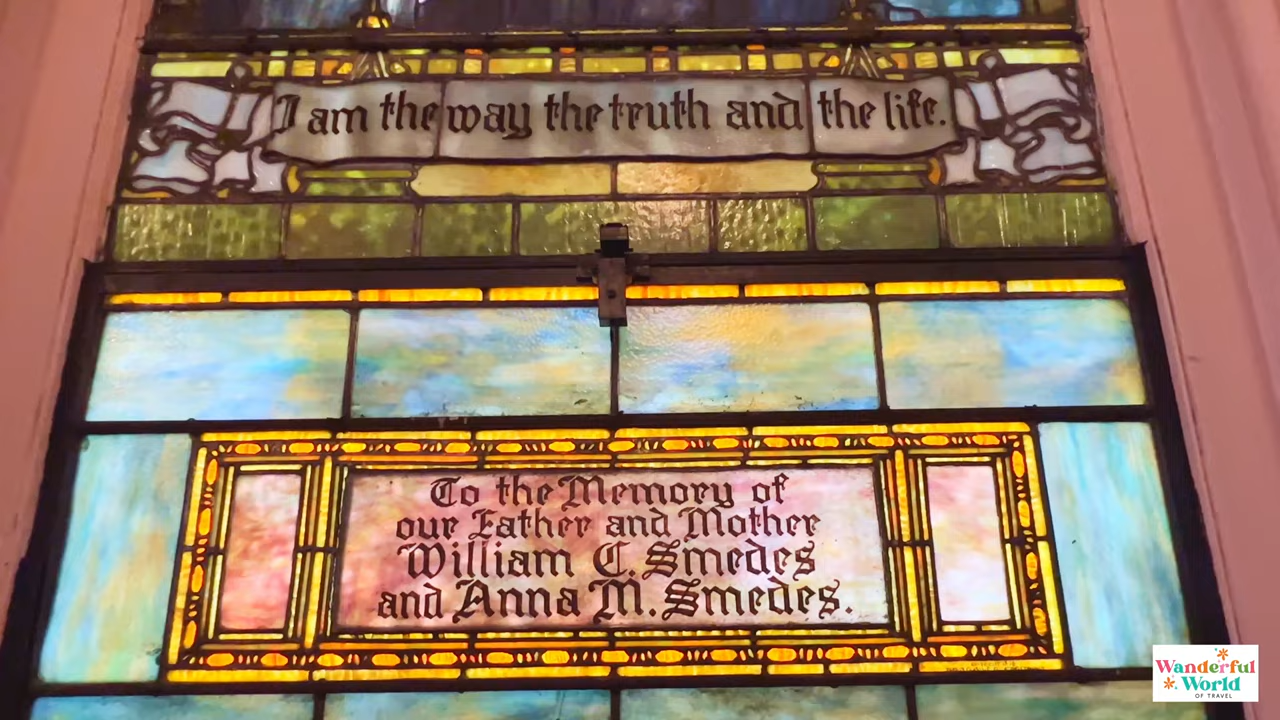 I am the way the truth and the life.
To the Memory of
our Father and Mother
William C. Smedes
and Anna M. Smedes.
Wanderful
World
OF TRAVEL